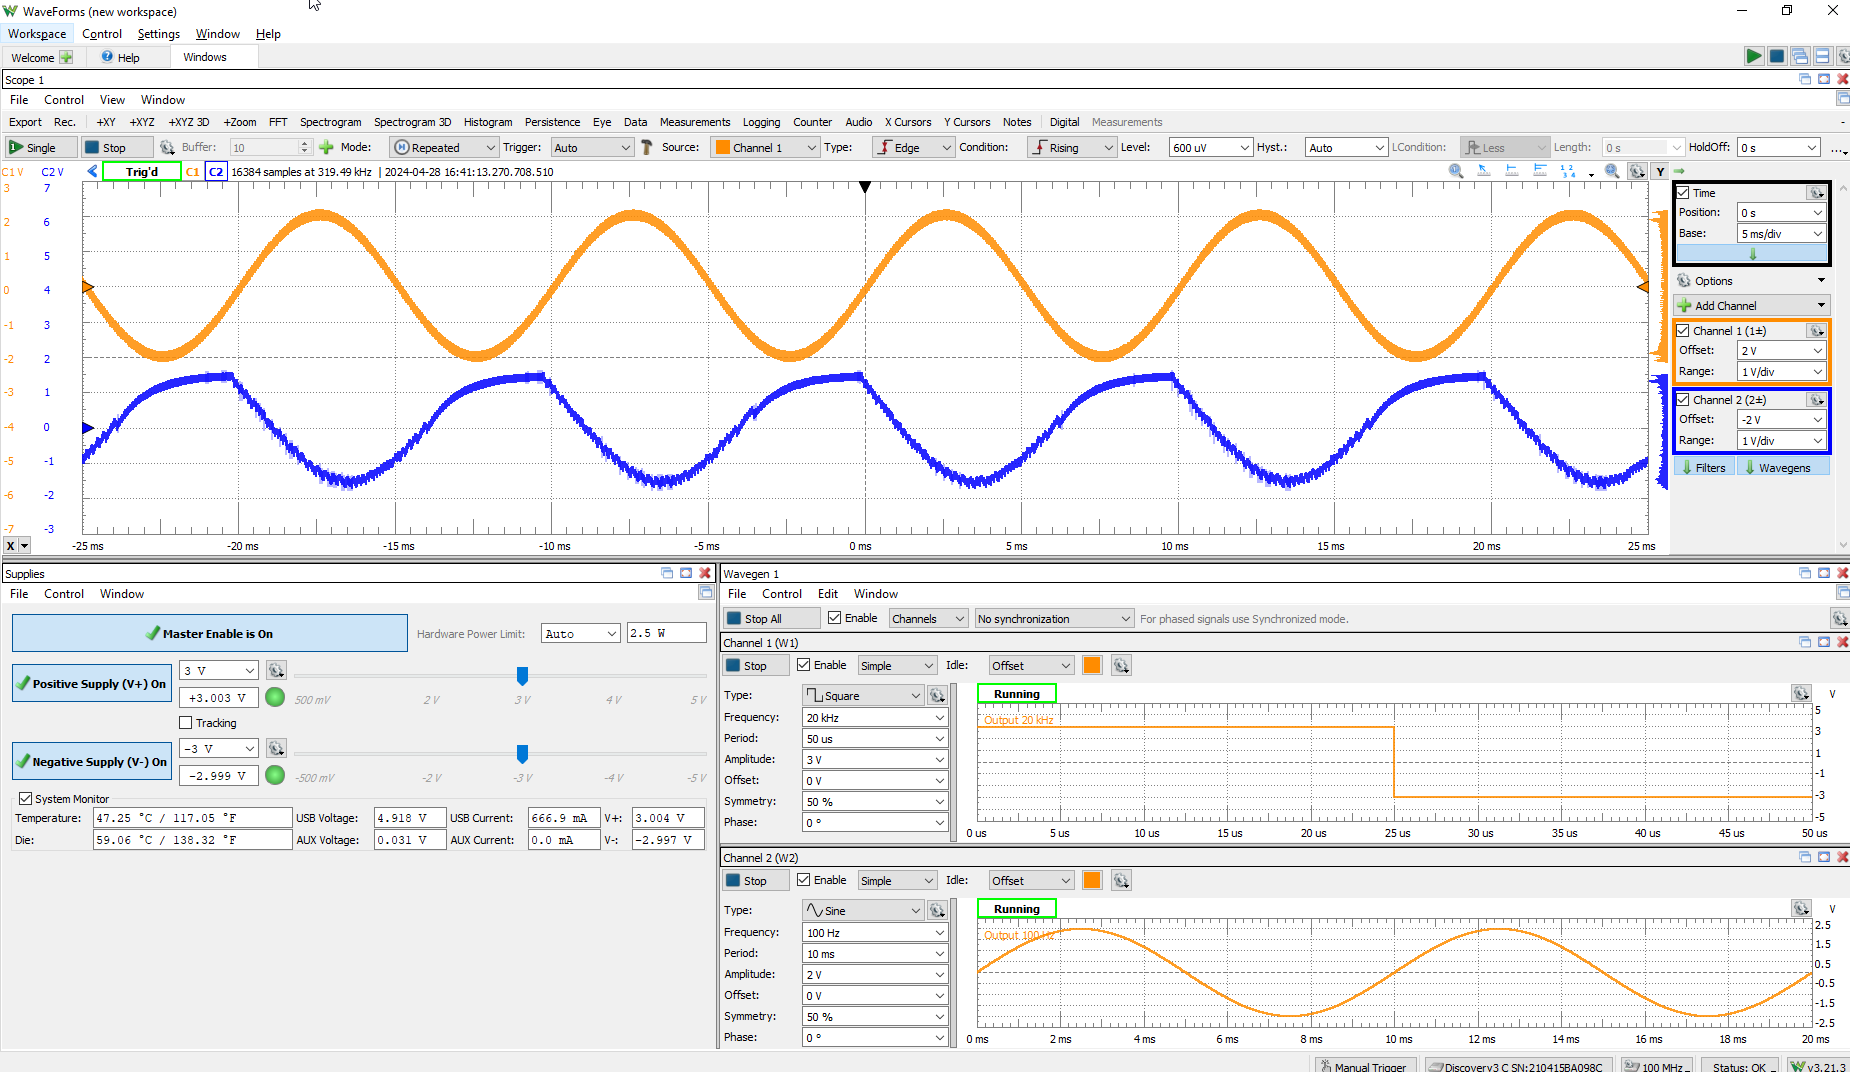 WaveForms (new workspace)
Workspace Control Settings Window Help
Welcome Help Windows
Scope 1
File Control View Window
Export Rec. +XY +XYZ +XYZ 3D +Zoom FFT Spectrogram Spectrogram 3D Histogram Persistence Eye Data Measurements Logging Counter Audio X Cursors Y Cursors Notes Digital Measurements
Single Stop Buffer: 10 Mode: Repeated Trigger: Auto Source: Channel 1 Type: Edge Condition: Rising Level: 600 uV Hyst.: Auto LCondition: Less Length: 0 s HoldOff: 0 s ...
C1 V C2 V Trig'd C1 C2 16384 samples at 319.49 kHz | 2024-04-28 16:41:13.270.708.510 Y
3 7
2 6
1 5
0 4
-1 3
-2 2
-3 1
-4 0
-5 -1
-6 -2
-7 -3
X -25 ms -20 ms -15 ms -10 ms -5 ms 0 ms 5 ms 10 ms 15 ms 20 ms 25 ms
Time
Position: 0 s
Base: 5 ms/div
Options
Add Channel
Channel 1 (1±)
Offset: 2 V
Range: 1 V/div
Channel 2 (2±)
Offset: -2 V
Range: 1 V/div
Filters Wavegens
Supplies
File Control Window
Master Enable is On Hardware Power Limit: Auto 2.5 W
Positive Supply (V+) On 3 V
+3.003 V 500 mV 2 V 3 V 4 V 5 V
Tracking
Negative Supply (V-) On -3 V
-2.999 V -500 mV -2 V -3 V -4 V -5 V
System Monitor
Temperature: 47.25 °C / 117.05 °F USB Voltage: 4.918 V USB Current: 666.9 mA V+: 3.004 V
Die: 59.06 °C / 138.32 °F AUX Voltage: 0.031 V AUX Current: 0.0 mA V-: -2.997 V
Wavegen 1
File Control Edit Window
Stop All Enable Channels No synchronization For phased signals use Synchronized mode.
Channel 1 (W1)
Stop Enable Simple Idle: Offset
Type: Square
Frequency: 20 kHz
Period: 50 us
Amplitude: 3 V
Offset: 0 V
Symmetry: 50 %
Phase: 0 °
Running V
Output 20 kHz
5
3
1
-1
-3
-5
0 us 5 us 10 us 15 us 20 us 25 us 30 us 35 us 40 us 45 us 50 us
Channel 2 (W2)
Stop Enable Simple Idle: Offset
Type: Sine
Frequency: 100 Hz
Period: 10 ms
Amplitude: 2 V
Offset: 0 V
Symmetry: 50 %
Phase: 0 °
Running V
Output 100 Hz
2.5
1.5
0.5
-0.5
-1.5
-2.5
0 ms 2 ms 4 ms 6 ms 8 ms 10 ms 12 ms 14 ms 16 ms 18 ms 20 ms
Manual Trigger Discovery3 C SN:210415BA098C 100 MHz Status: OK v3.21.3